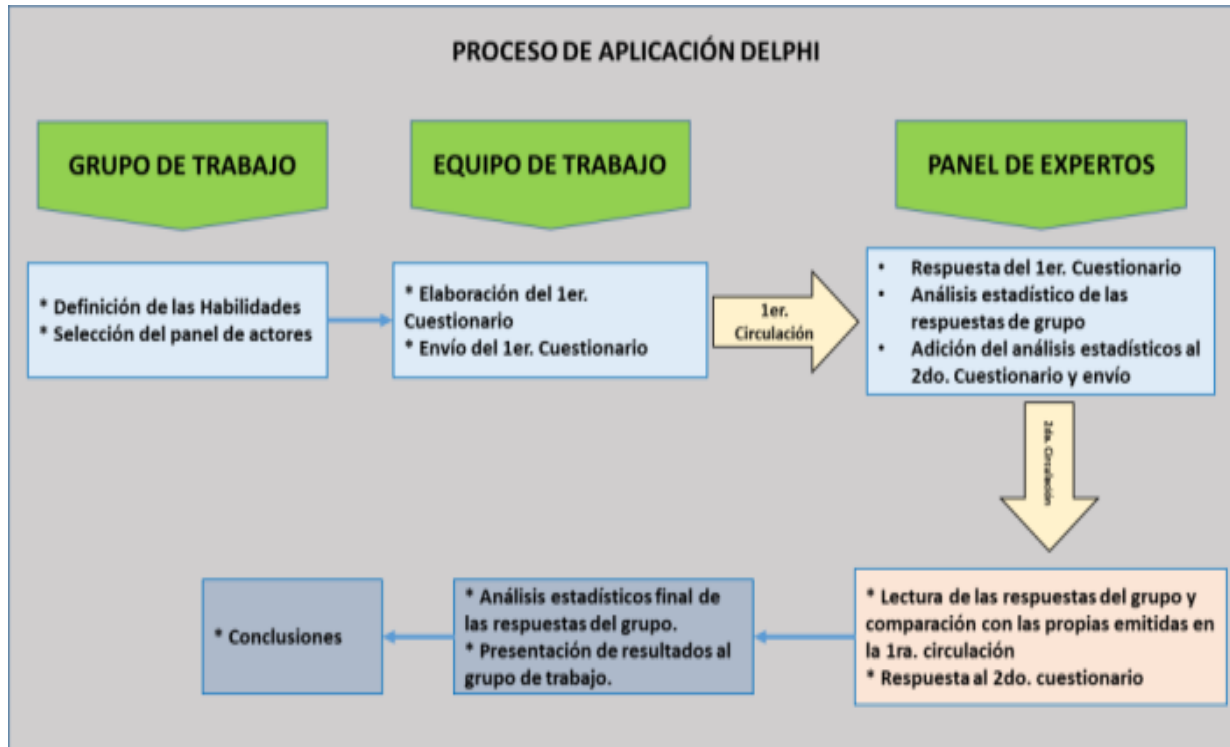 PROCESO DE APLICACIÓN DELPHI
GRUPO DE TRABAJO
EQUIPO DE TRABAJO
PANEL DE EXPERTOS
* Definición de las Habilidades
* Selección del panel de actores
* Elaboración del 1er.
Cuestionario
* Envío del 1er. Cuestionario
1er.
Circulación
• Respuesta del 1er. Cuestionario
• Análisis estadístico de las
respuestas de grupo
• Adición del análisis estadísticos al
2do. Cuestionario y envío
2da. Circulación
* Lectura de las respuestas del grupo y
comparación con las propias emitidas en
la 1ra. circulación
* Respuesta al 2do. cuestionario
* Análisis estadísticos final de
las respuestas del grupo.
* Presentación de resultados al
grupo de trabajo.
* Conclusiones